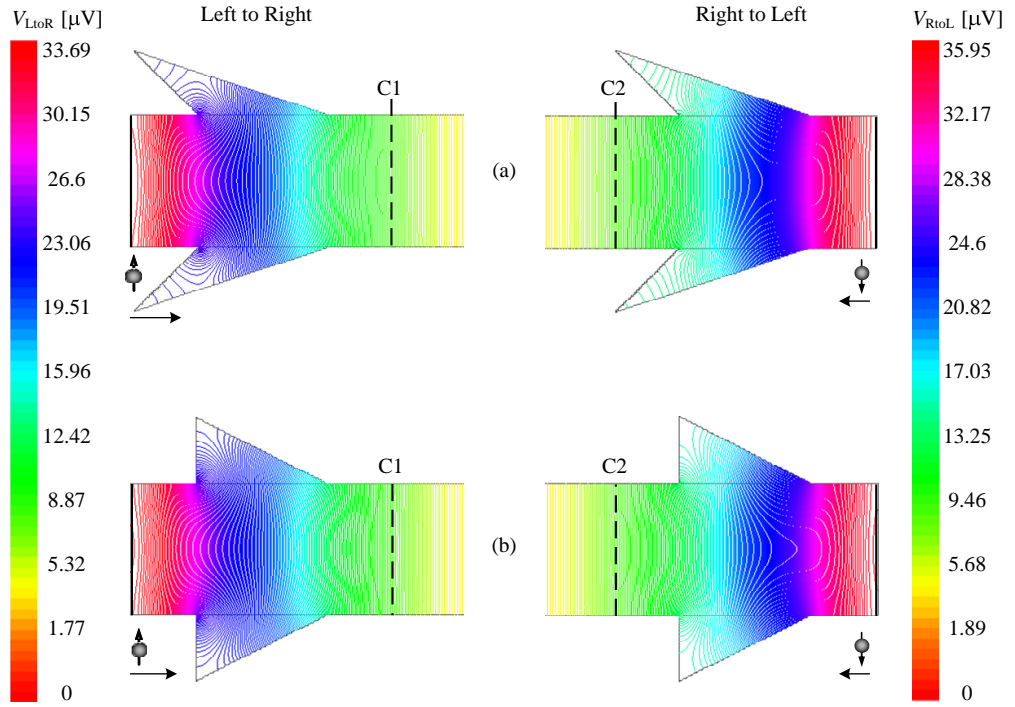 V_LtoR [μV]
Left to Right
Right to Left
V_RtoL [μV]
33.69
30.15
26.6
23.06
19.51
15.96
12.42
8.87
5.32
1.77
0
C1
C2
(a)
C1
C2
(b)
35.95
32.17
28.38
24.6
20.82
17.03
13.25
9.46
5.68
1.89
0